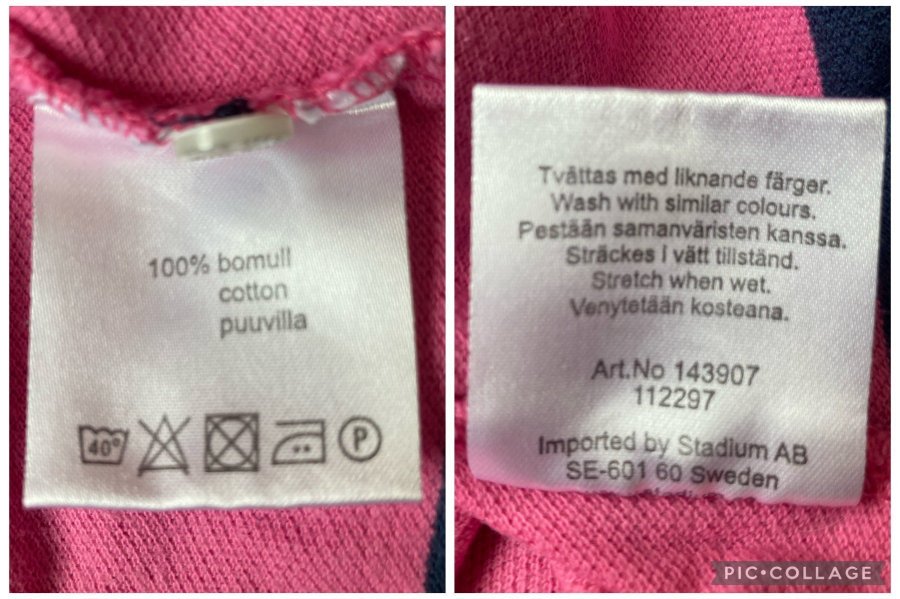 100% bomull
cotton
puuvilla
40°
P
Tvättas med liknande färger.
Wash with similar colours.
Pestään samanväristen kanssa.
Sträckes i vått tillstånd.
Stretch when wet.
Venytetään kosteana.
Art.No 143907
112297
Imported by Stadium AB
SE-601 60 Sweden
PIC•COLLAGE